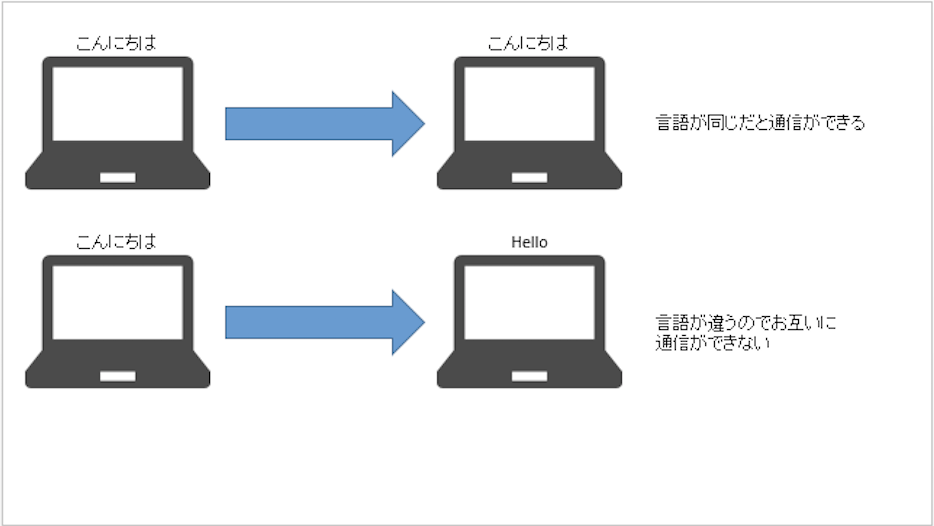 こんにちは
こんにちは
言語が同じだと通信ができる
こんにちは
Hello
言語が違うのでお互いに
通信ができない